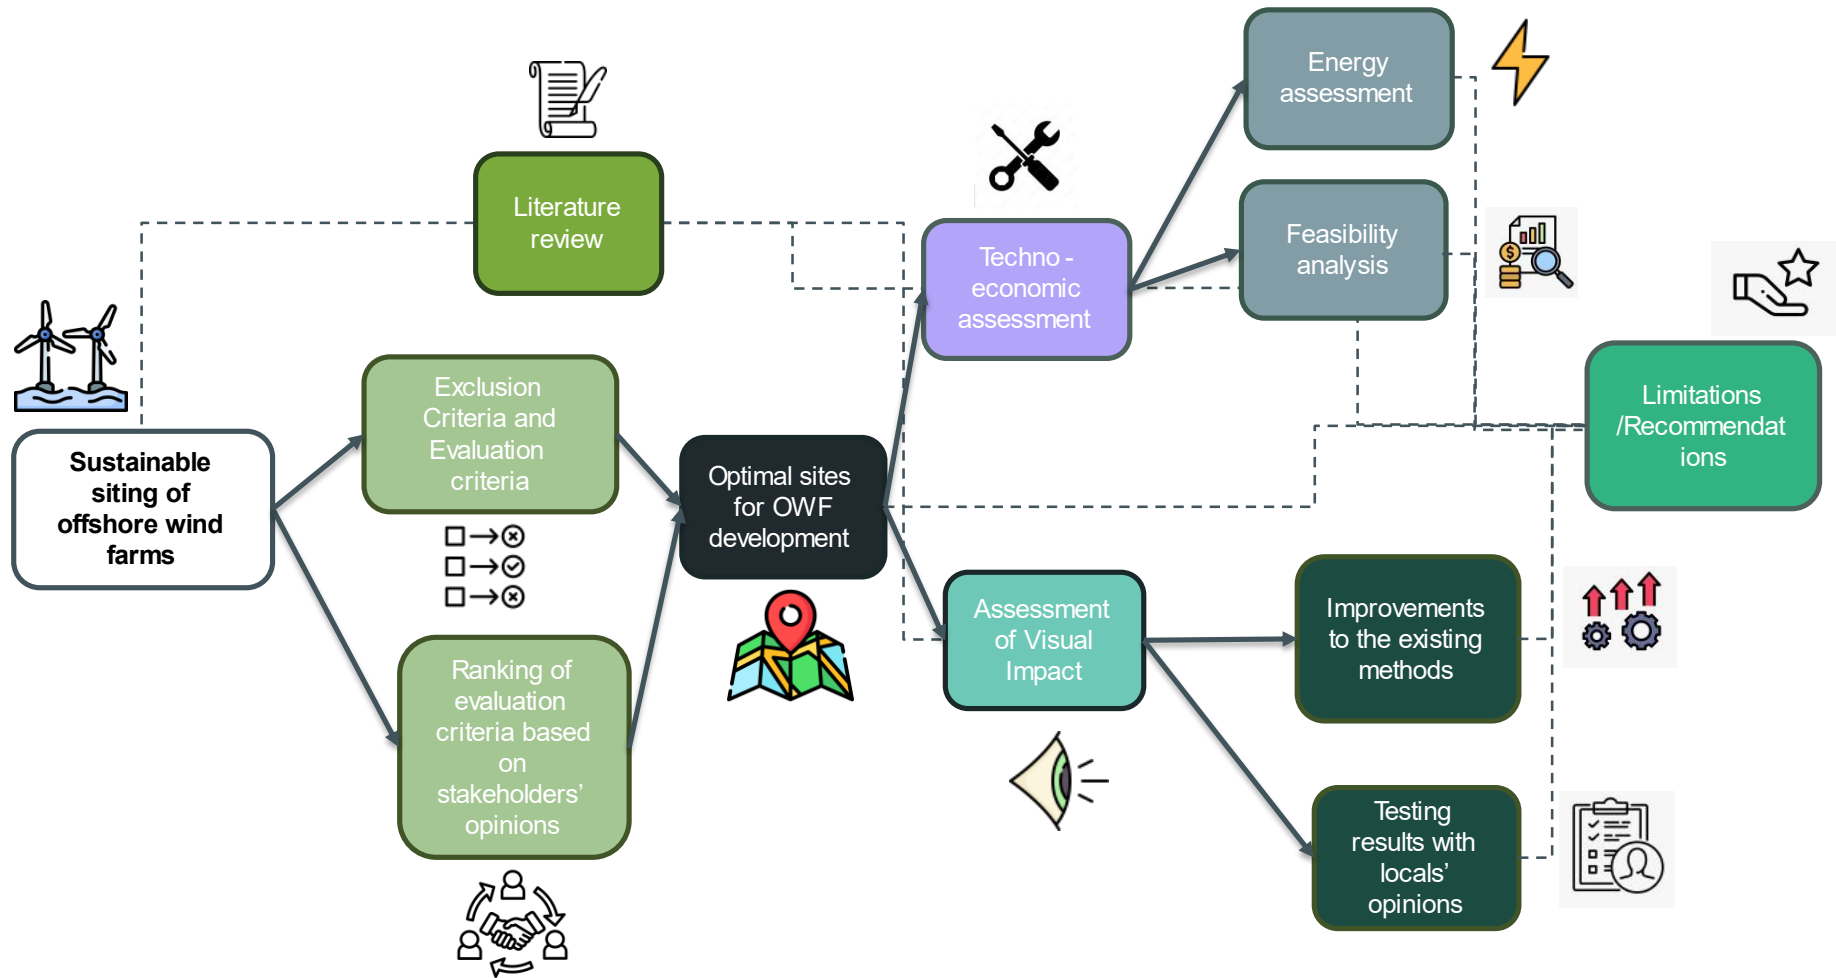 Energy
assessment
Literature
review
Feasibility
analysis
Techno -
economic
assessment
Exclusion
Criteria and
Evaluation
criteria
Limitations
/Recommendat
ions
Sustainable
siting of
offshore wind
farms
Optimal sites
for OWF
development
Assessment
of Visual
Impact
Improvements
to the existing
methods
Ranking of
evaluation
criteria based
on
stakeholders’
opinions
Testing
results with
locals’
opinions